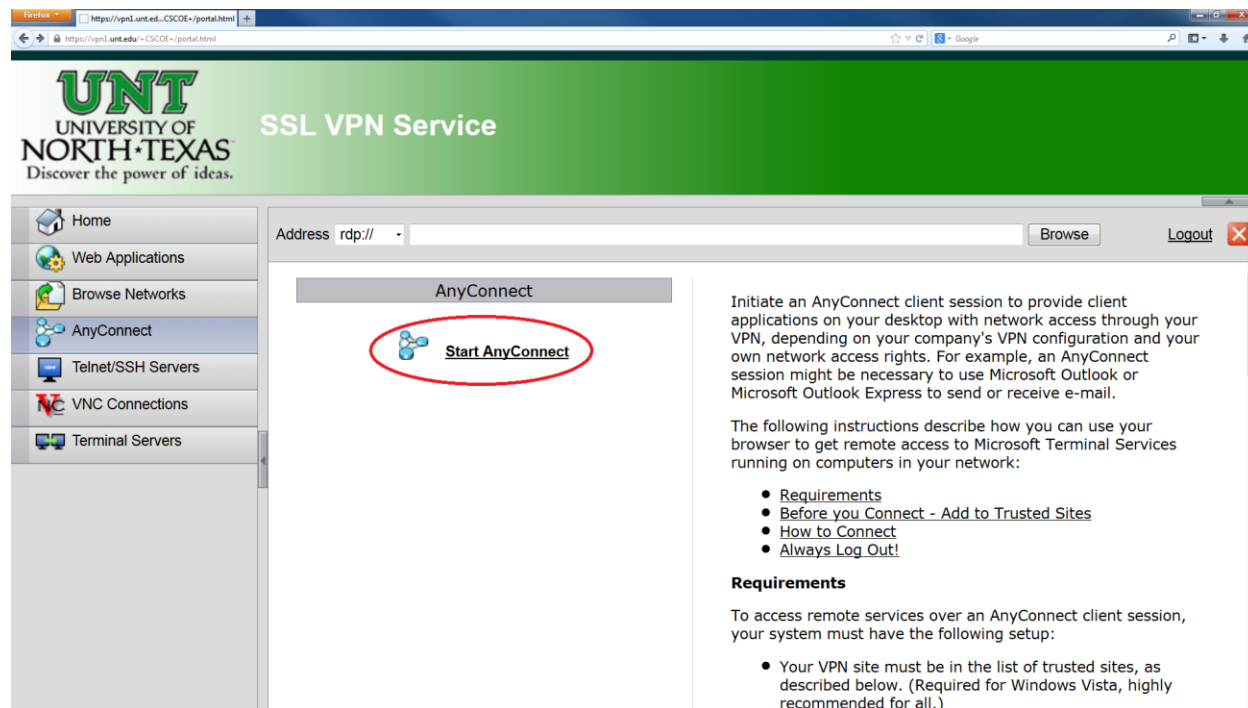 Firefox
https://vpn1.unt.ed...CSCOE+/portal.html
https://vpn1.unt.edu/+CSCOE+/portal.html
Google
UNT
UNIVERSITY OF
NORTH★TEXAS
Discover the power of ideas.
SSL VPN Service
Home
Web Applications
Browse Networks
AnyConnect
Telnet/SSH Servers
VNC Connections
Terminal Servers
Address rdp:// Browse Logout
AnyConnect
Start AnyConnect
Initiate an AnyConnect client session to provide client
applications on your desktop with network access through your
VPN, depending on your company's VPN configuration and your
own network access rights. For example, an AnyConnect
session might be necessary to use Microsoft Outlook or
Microsoft Outlook Express to send or receive e-mail.
The following instructions describe how you can use your
browser to get remote access to Microsoft Terminal Services
running on computers in your network:
• Requirements
• Before you Connect - Add to Trusted Sites
• How to Connect
• Always Log Out!
Requirements
To access remote services over an AnyConnect client session,
your system must have the following setup:
• Your VPN site must be in the list of trusted sites, as
described below. (Required for Windows Vista, highly
recommended for all.)